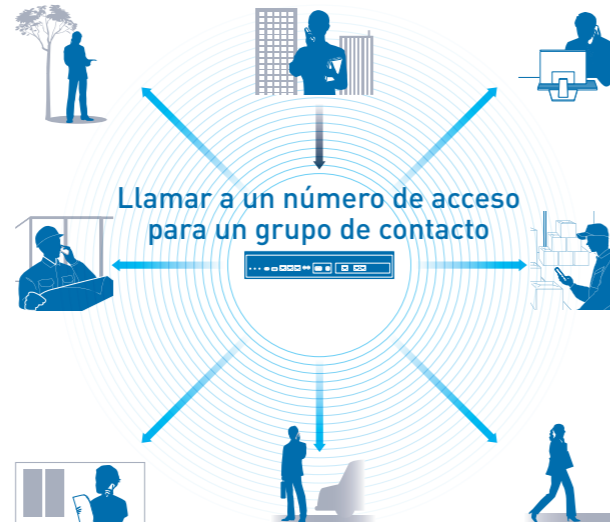 Llamar a un número de acceso
para un grupo de contacto